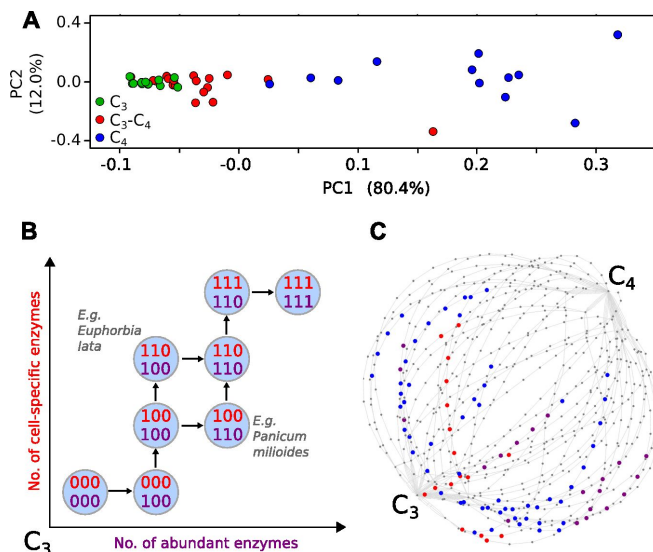 A
0.4
0.0
-0.4
PC2
(12.0%)
C3
C3-C4
C4
-0.1
-0.0
0.1
0.2
0.3
PC1 (80.4%)
B
No. of cell-specific enzymes
E.g.
Euphorbia
lata
111
110
111
111
110
100
110
110
100
100
100
110
E.g.
Panicum
milioides
000
000
000
100
C3
No. of abundant enzymes
C
C4
C3